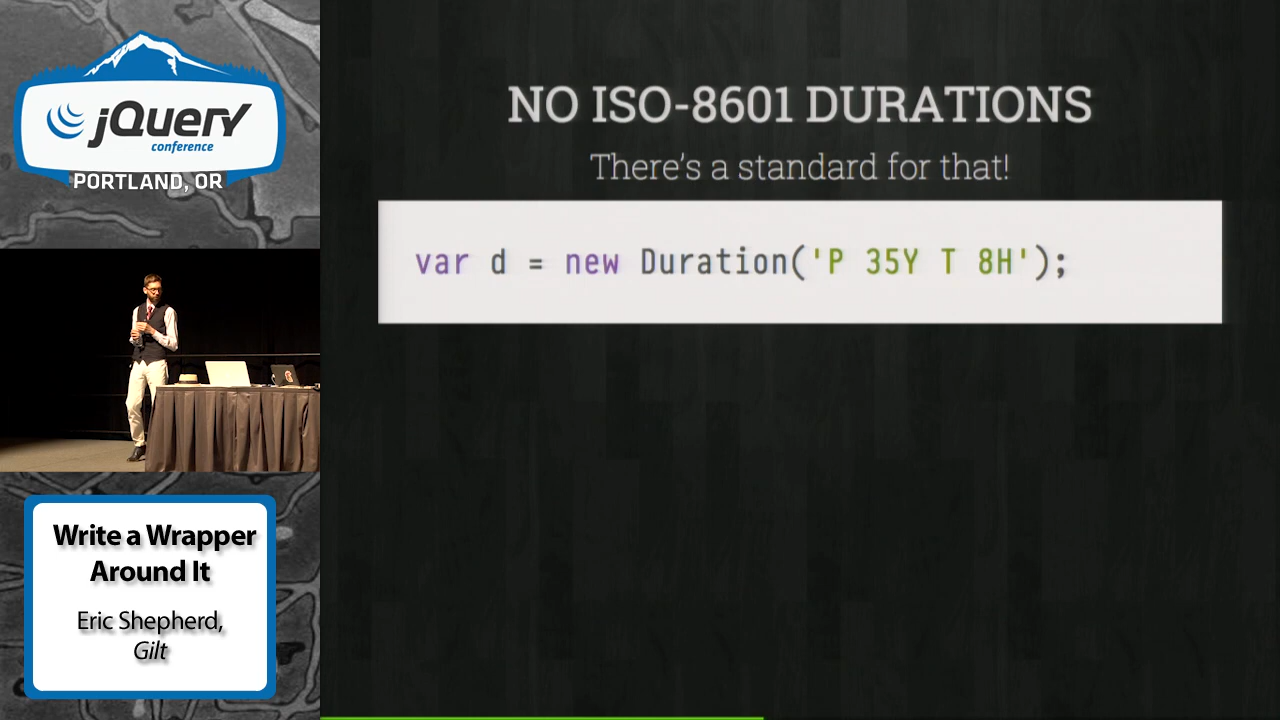 jQuery
conference
PORTLAND, OR
NO ISO-8601 DURATIONS
There's a standard for that!
var d = new Duration('P 35Y T 8H');
Write a Wrapper
Around It
Eric Shepherd,
Gilt